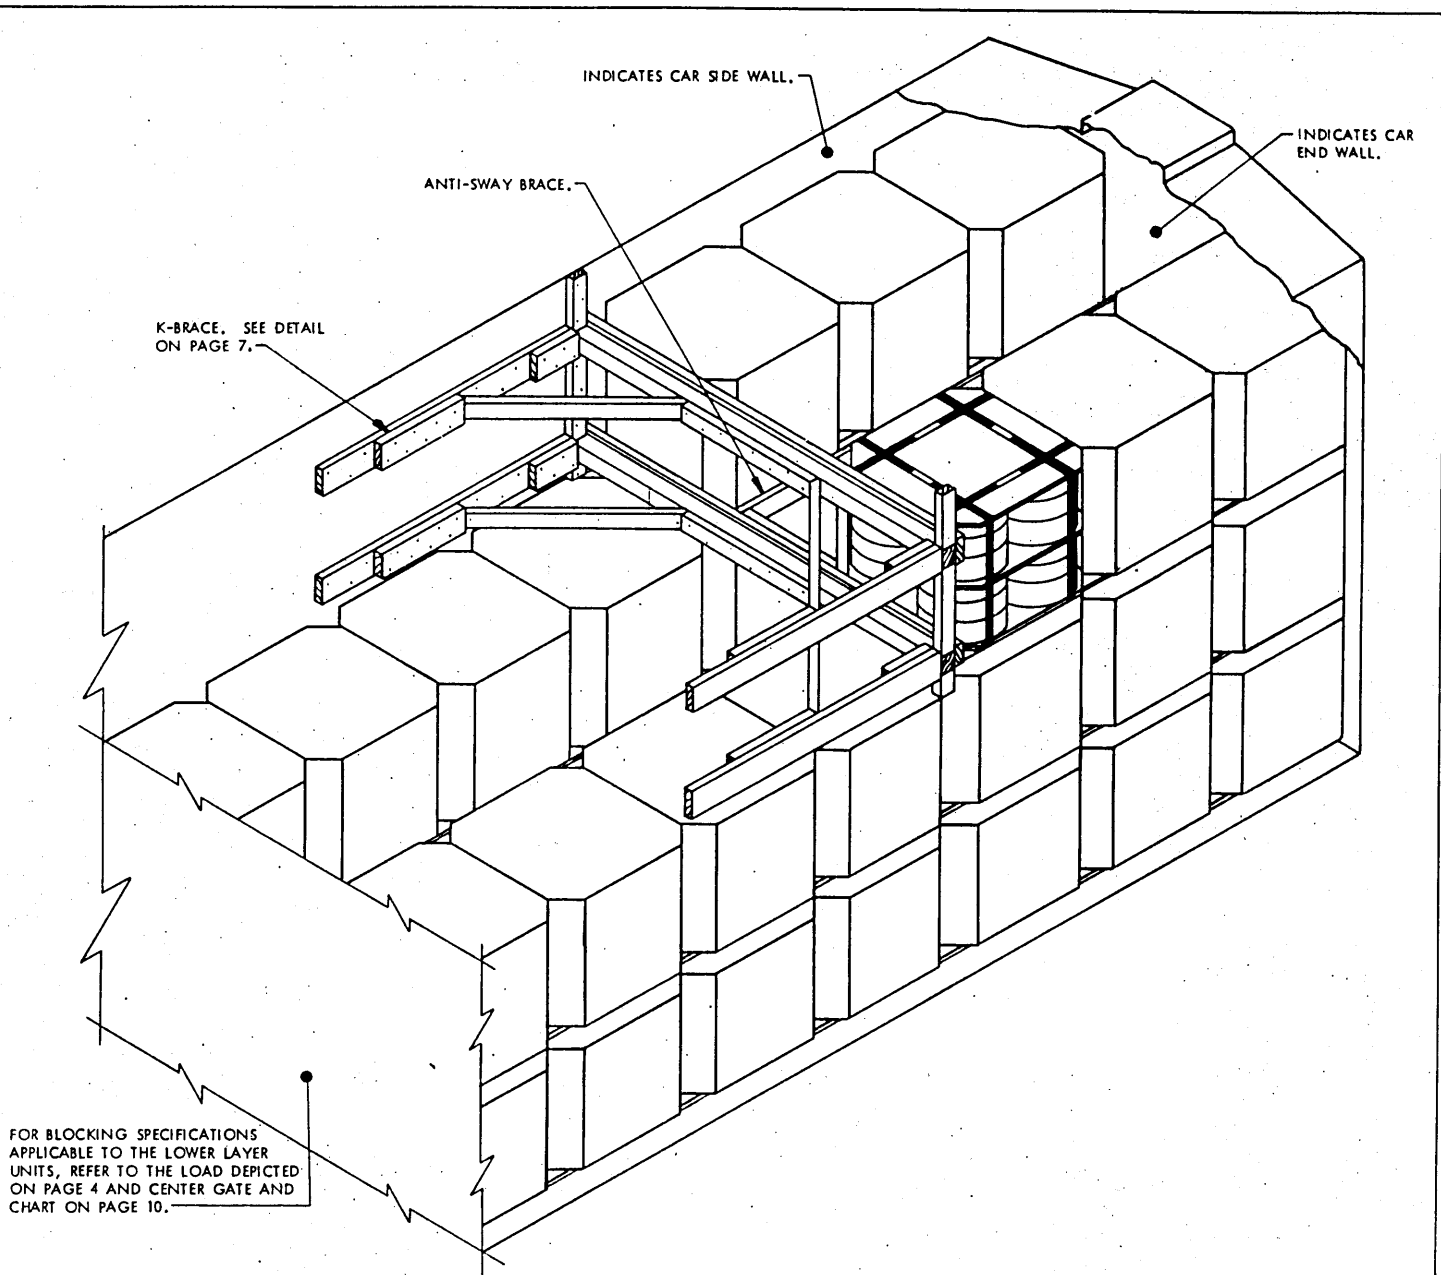 INDICATES CAR SIDE WALL.
INDICATES CAR
END WALL.
ANTI-SWAY BRACE.
K-BRACE. SEE DETAIL
ON PAGE 7.
FOR BLOCKING SPECIFICATIONS
APPLICABLE TO THE LOWER LAYER
UNITS, REFER TO THE LOAD DEPICTED
ON PAGE 4 AND CENTER GATE AND
CHART ON PAGE 10.